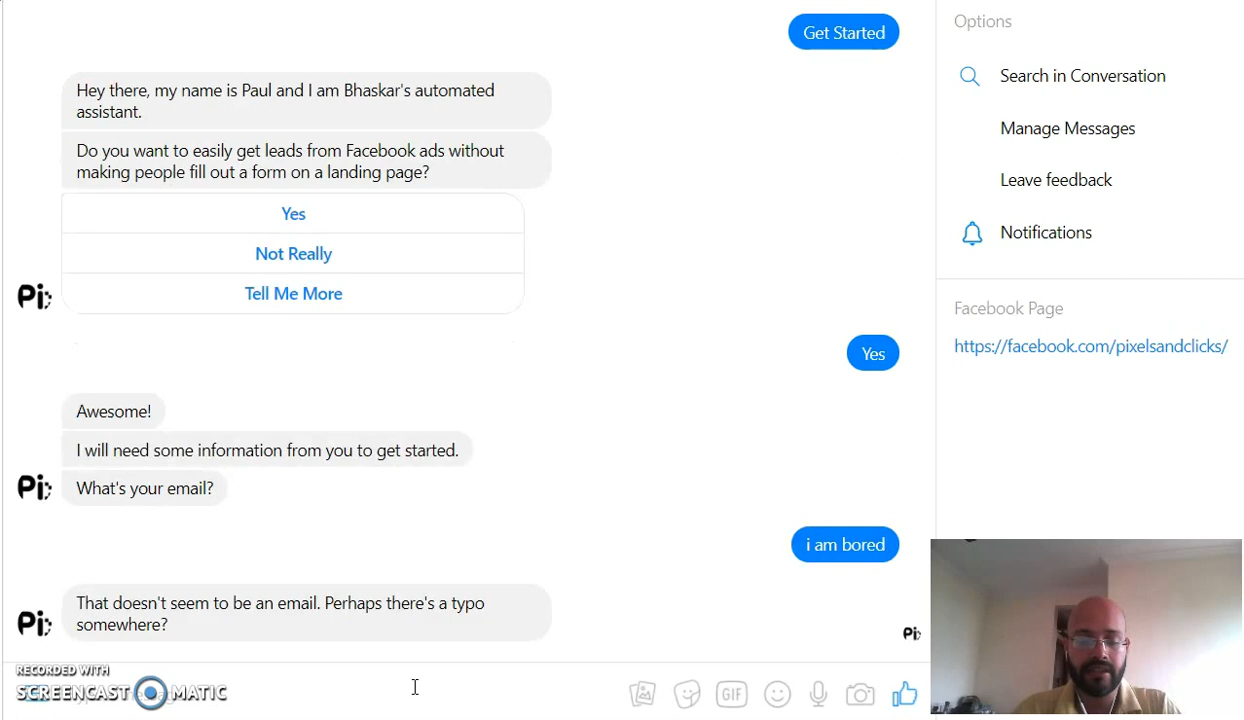 Get Started
Hey there, my name is Paul and I am Bhaskar's automated
assistant.
Do you want to easily get leads from Facebook ads without
making people fill out a form on a landing page?
Yes
Not Really
Tell Me More
Pi
Yes
Awesome!
I will need some information from you to get started.
What's your email?
Pi
i am bored
That doesn't seem to be an email. Perhaps there's a typo
somewhere?
Pi
Pi
RECORDED WITH
SCREENCAST MATIC
GIF
Options
Search in Conversation
Manage Messages
Leave feedback
Notifications
Facebook Page
https://facebook.com/pixelsandclicks/